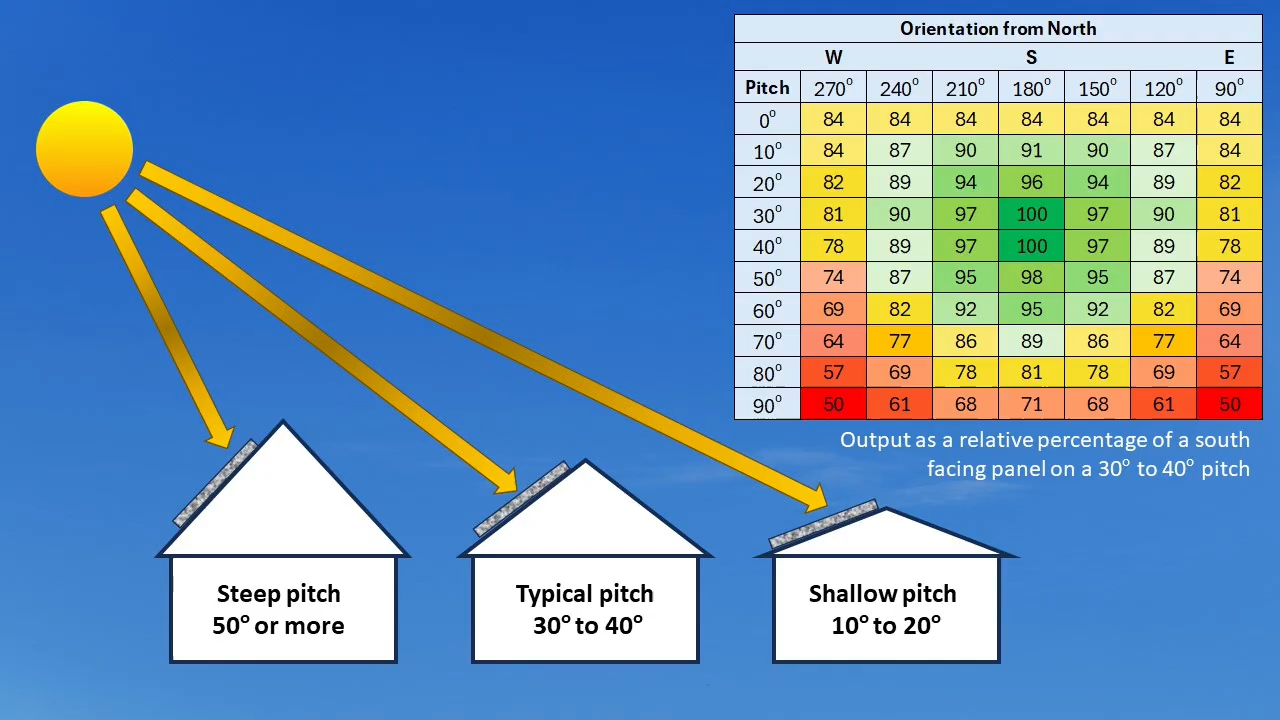 Orientation from North
W S E
Pitch 270° 240° 210° 180° 150° 120° 90°
0° 84 84 84 84 84 84 84
10° 84 87 90 91 90 87 84
20° 82 89 94 96 94 89 82
30° 81 90 97 100 97 90 81
40° 78 89 97 100 97 89 78
50° 74 87 95 98 95 87 74
60° 69 82 92 95 92 82 69
70° 64 77 86 89 86 77 64
80° 57 69 78 81 78 69 57
90° 50 61 68 71 68 61 50
Output as a relative percentage of a south
facing panel on a 30° to 40° pitch
Steep pitch
50° or more
Typical pitch
30° to 40°
Shallow pitch
10° to 20°